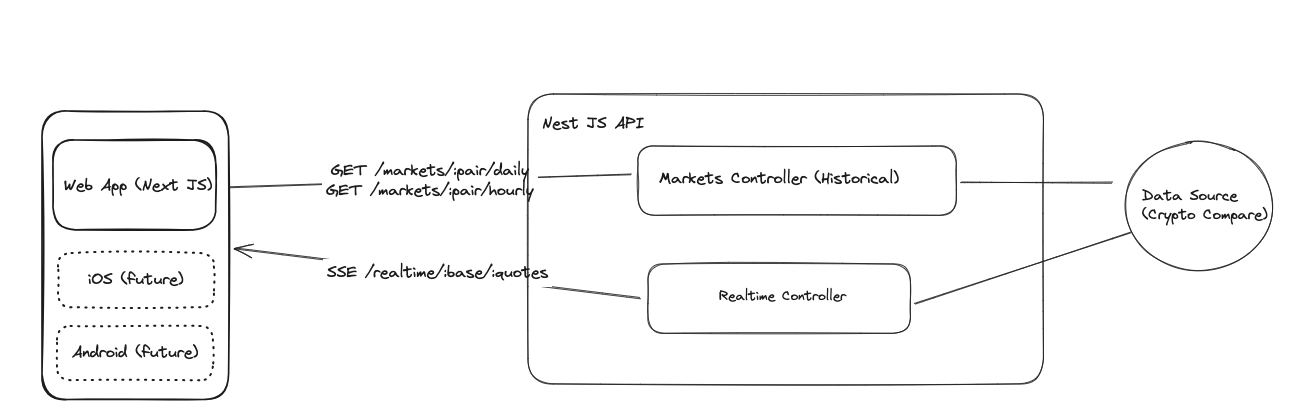 Nest JS API
GET /markets/:pair/daily
GET /markets/:pair/hourly
Web App (Next JS)
Markets Controller (Historical)
Data Source
(Crypto Compare)
SSE /realtime/:base/:quotes
iOS (future)
Realtime Controller
Android (future)